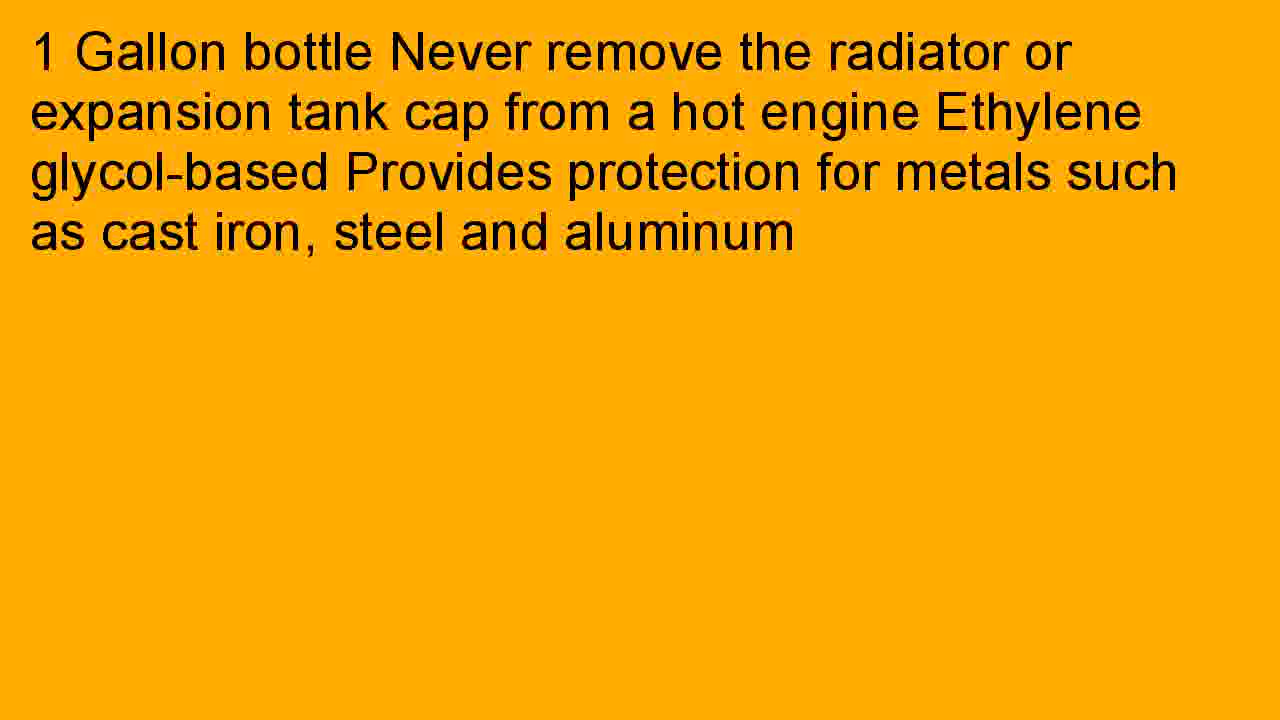 1 Gallon bottle Never remove the radiator or
expansion tank cap from a hot engine Ethylene
glycol-based Provides protection for metals such
as cast iron, steel and aluminum